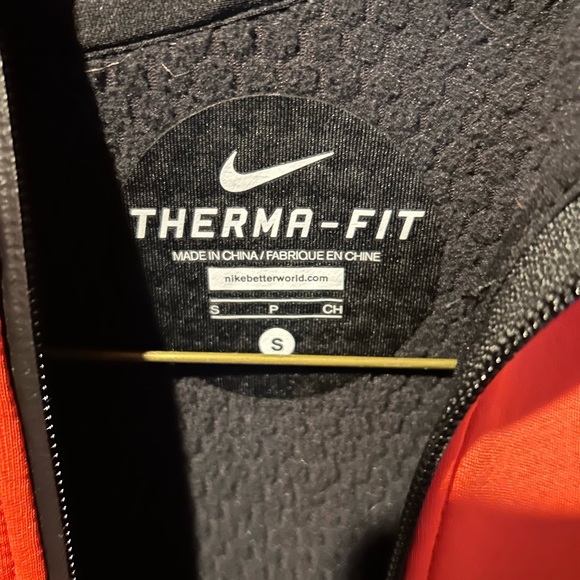 THERMA-FIT
MADE IN CHINA / FABRIQUE EN CHINE
nikebetterworld.com
S P CH
S